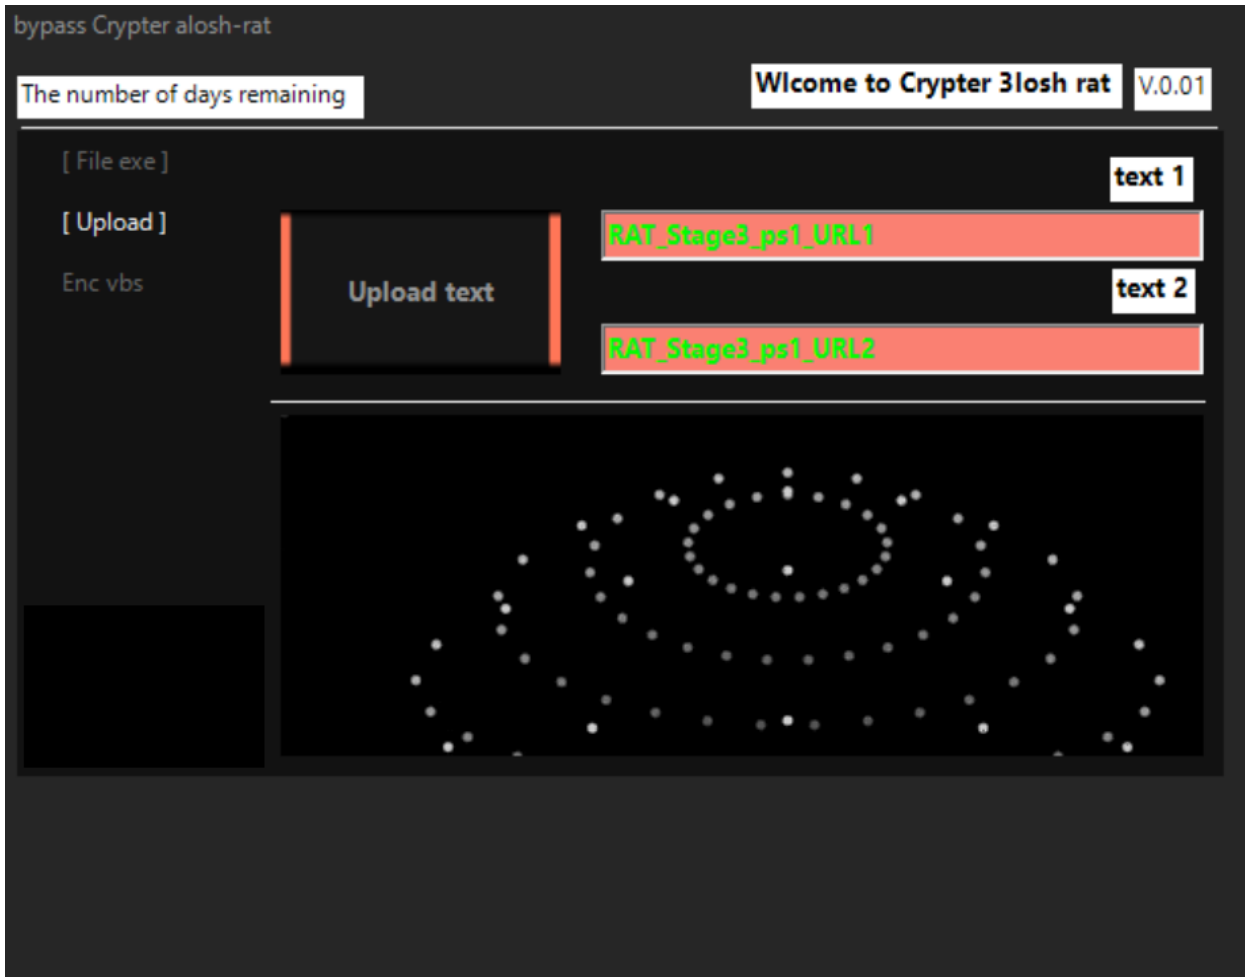 bypass Crypter alosh-rat
The number of days remaining
Wlcome to Crypter 3losh rat
V.0.01
[ File exe ]
[ Upload ]
Enc vbs
Upload text
text 1
RAT_Stage3_ps1_URL1
text 2
RAT_Stage3_ps1_URL2